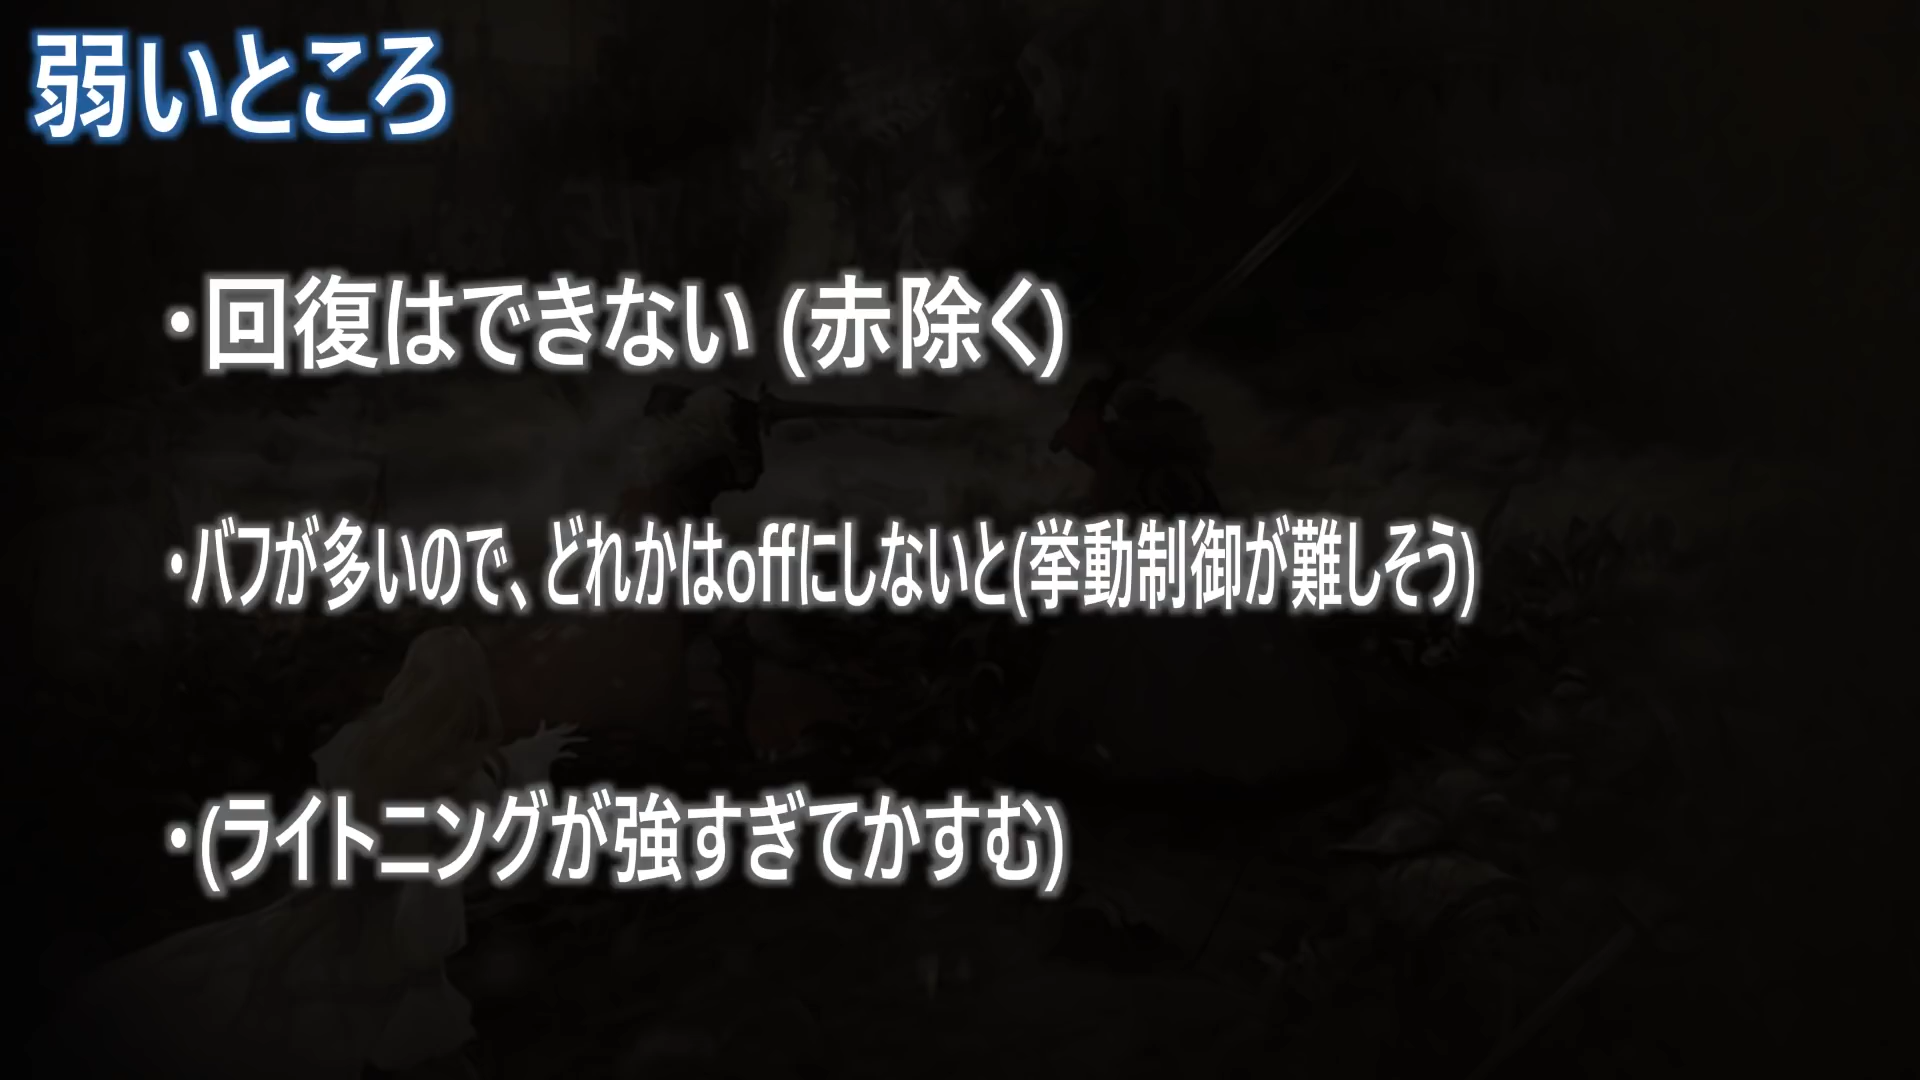 弱いところ
・回復はできない (赤除く)
・バフが多いので、どれかはoffにしないと(挙動制御が難しそう)
・(ライトニングが強すぎてかすむ)